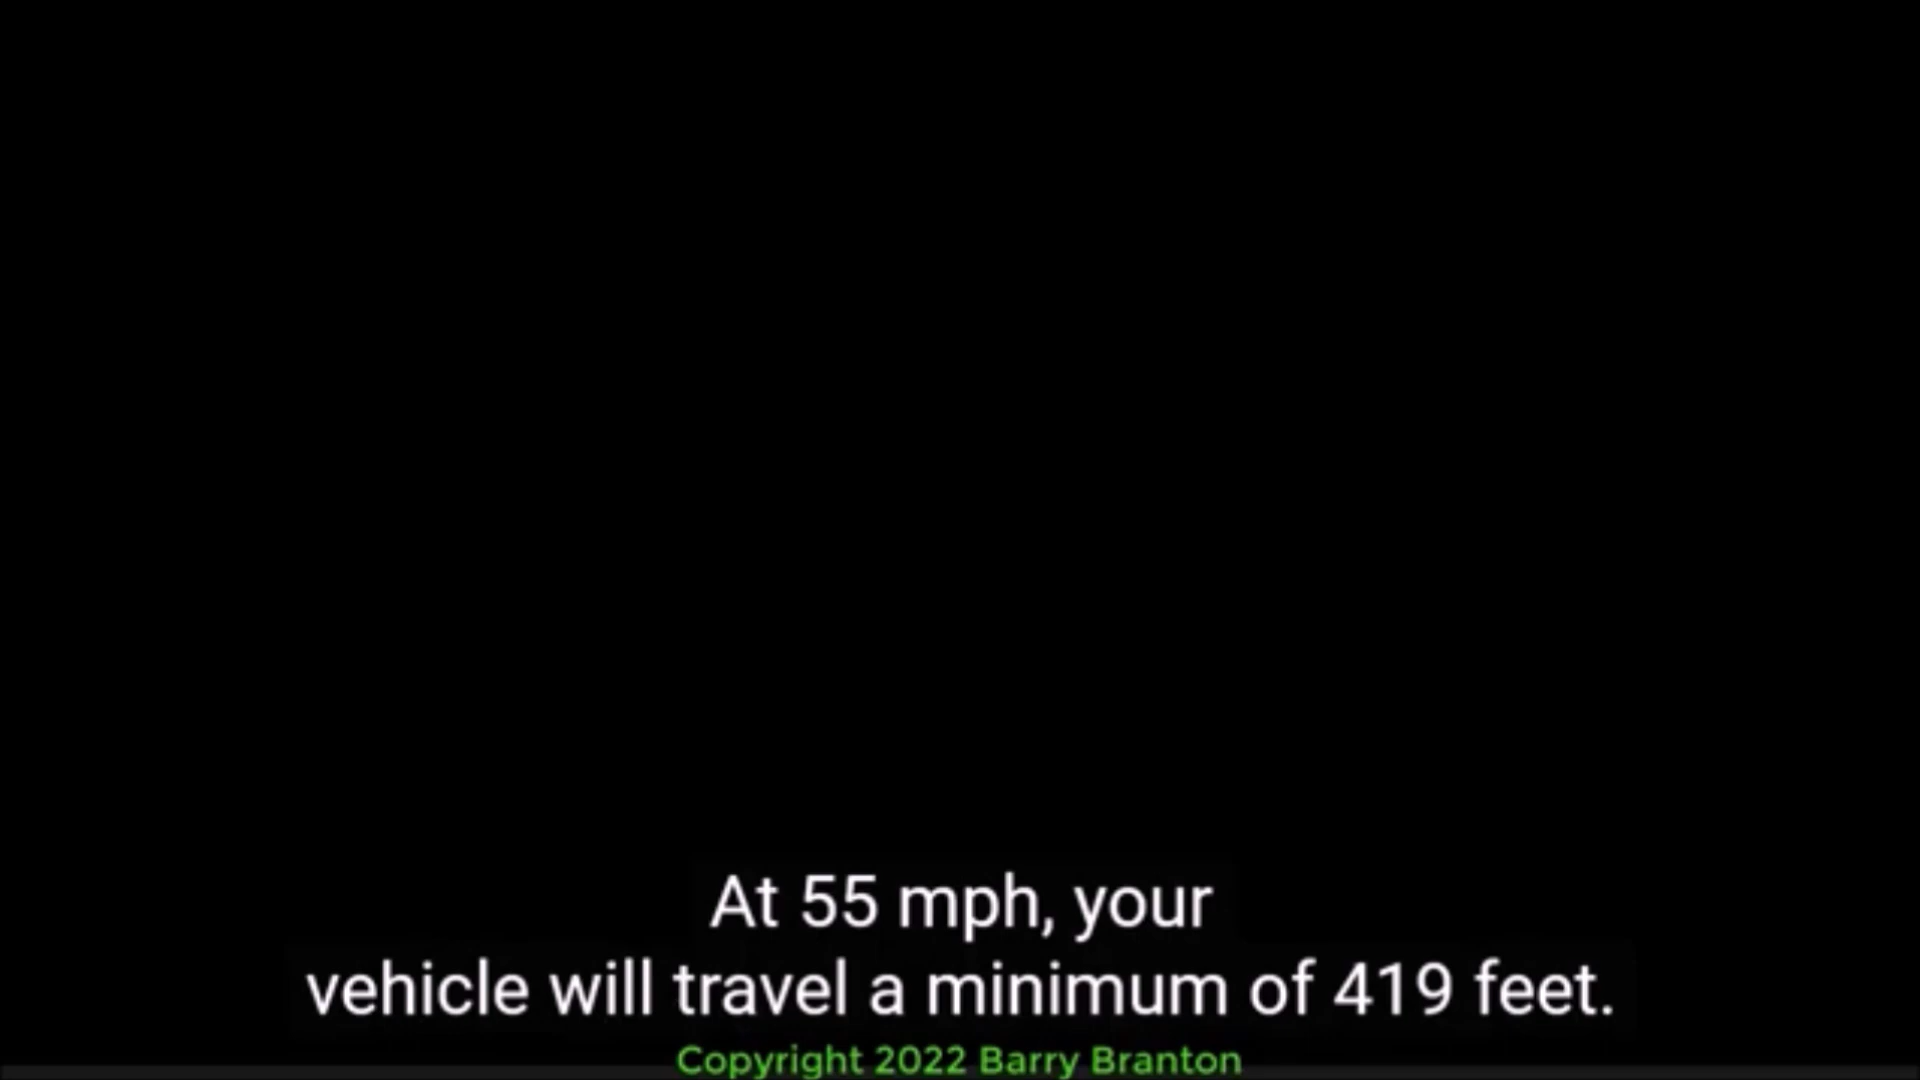 At 55 mph, your
vehicle will travel a minimum of 419 feet.
Copyright 2022 Barry Branton